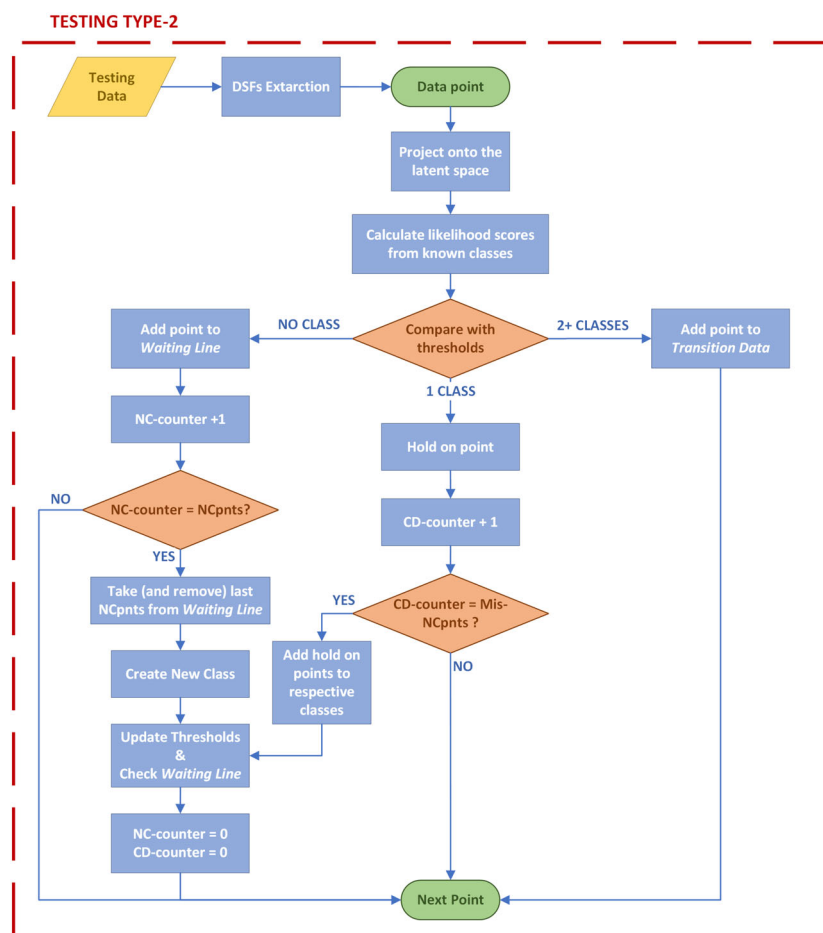 TESTING TYPE-2
Testing
Data
DSFs Extarction
Data point
Project onto the
latent space
Calculate likelihood scores
from known classes
Add point to
Waiting Line
NO CLASS
Compare with
thresholds
2+ CLASSES
Add point to
Transition Data
1 CLASS
NC-counter +1
Hold on point
NO
NC-counter = NCpnts?
CD-counter + 1
YES
Take (and remove) last
NCpnts from Waiting Line
YES
CD-counter = Mis-
NCpnts ?
Add hold on
points to
respective
classes
NO
Create New Class
Update Thresholds
&
Check Waiting Line
NC-counter = 0
CD-counter = 0
Next Point